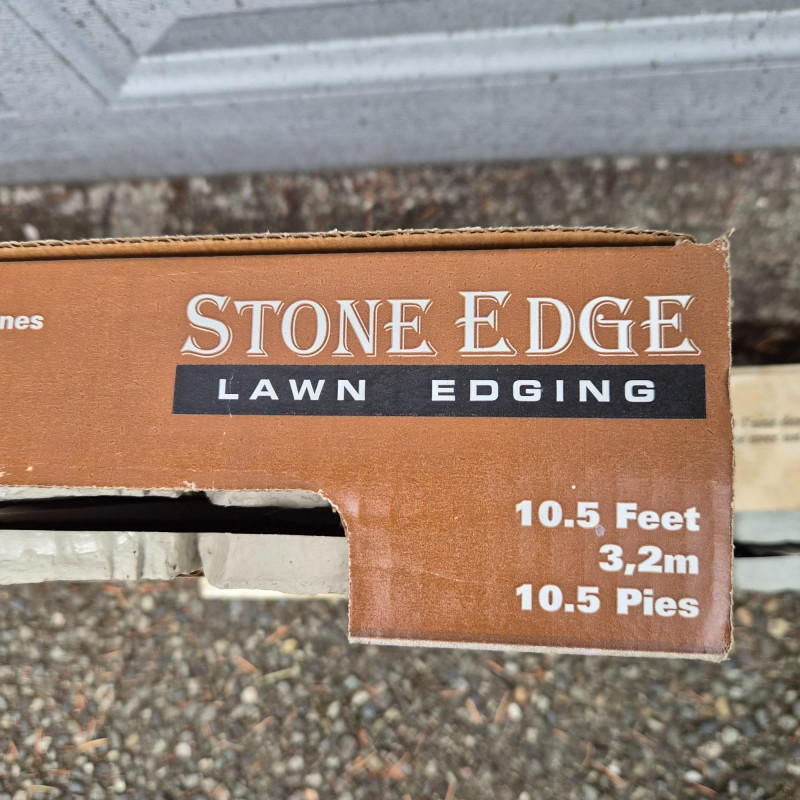 nes
STONE EDGE
LAWN EDGING
10.5 Feet
3,2m
10.5 Pies